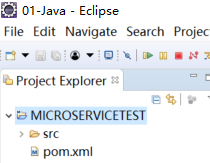 01-Java - Eclipse
File Edit Navigate Search Projec
Project Explorer
MICROSERVICETEST
src
pom.xml